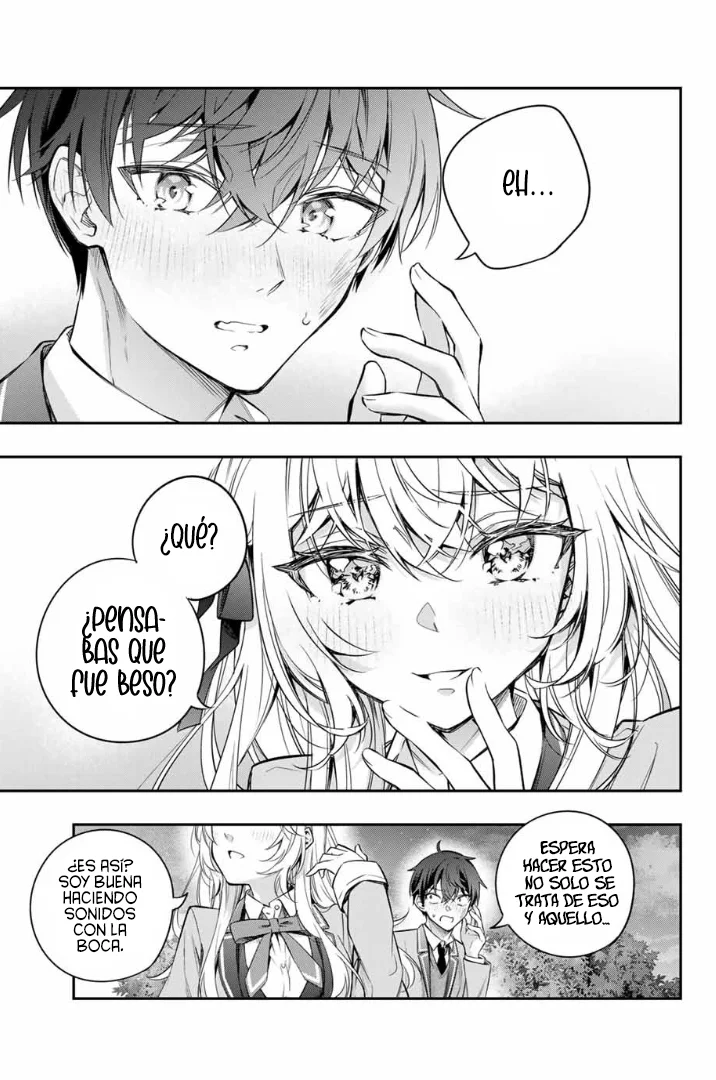 EH...
¿QUÉ?
¿PENSA-
BAS QUE
FUE BESO?
ESPERA
HACER ESTO
NO SOLO SE
TRATA DE ESO
Y AQUELLO...
¿ES ASÍ?
SOY BUENA
HACIENDO
SONIDOS
CON LA
BOCA.